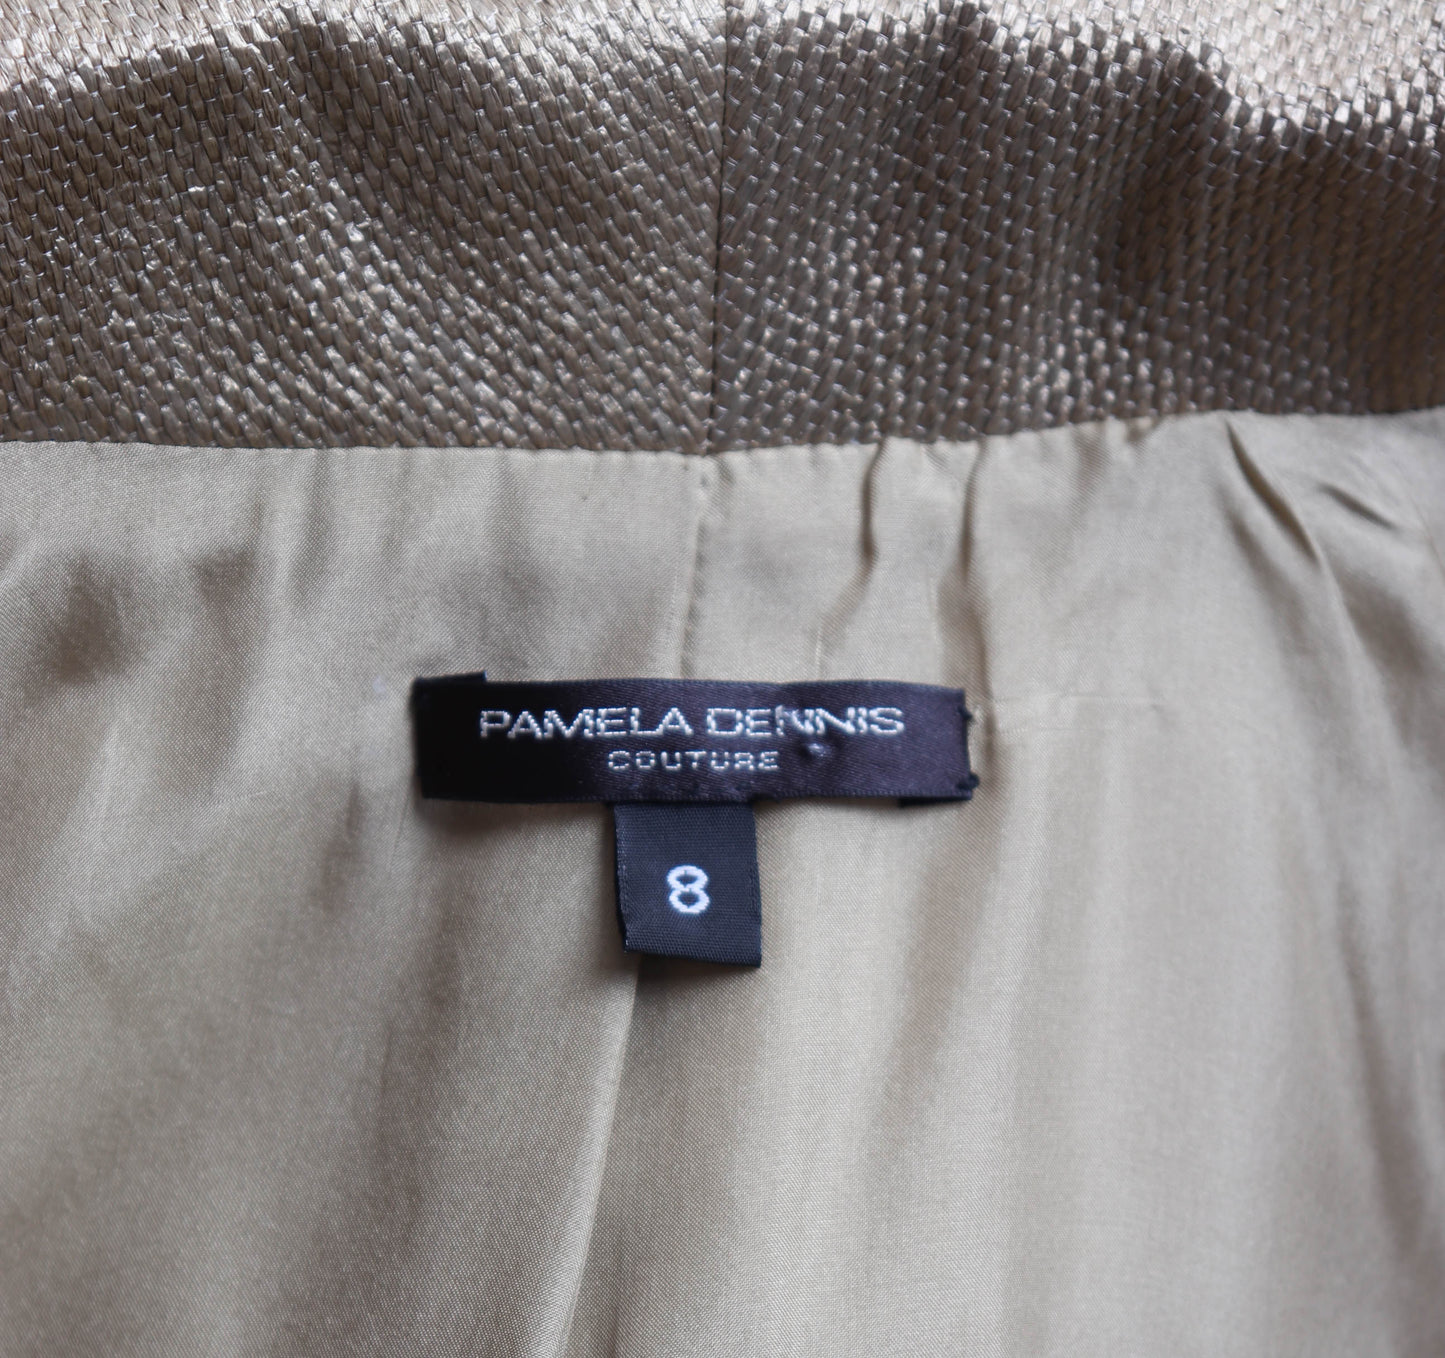 PAMELA DENNIS
COUTURE
8